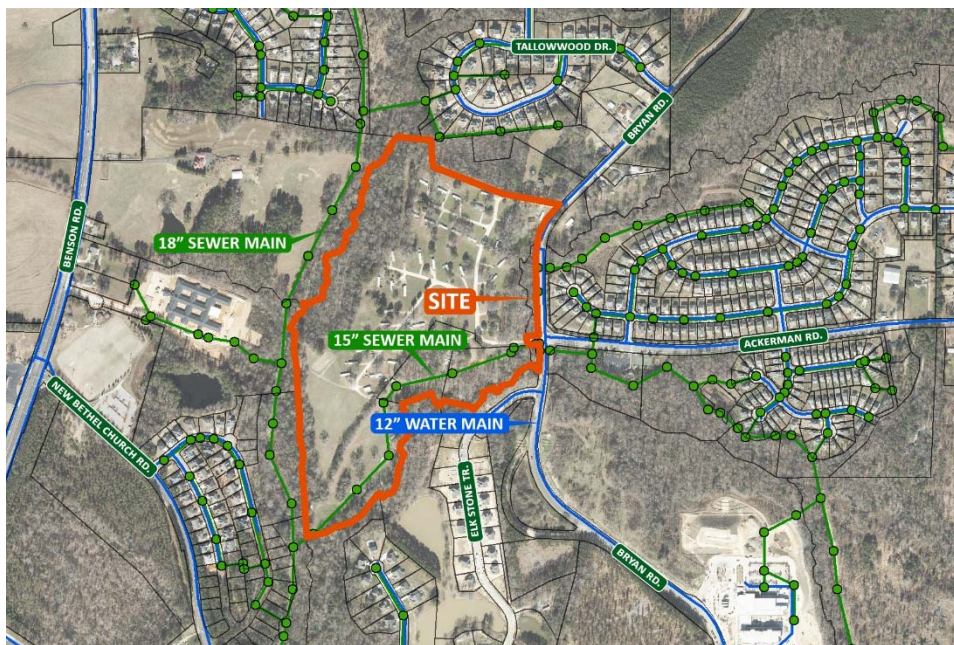 TALLOWWOOD DR.
BRYAN RD.
BENSON RD.
18" SEWER MAIN
SITE
15" SEWER MAIN
ACKERMAN RD.
NEW BETHEL CHURCH RD.
12" WATER MAIN
ELK STONE TR.
BRYAN RD.